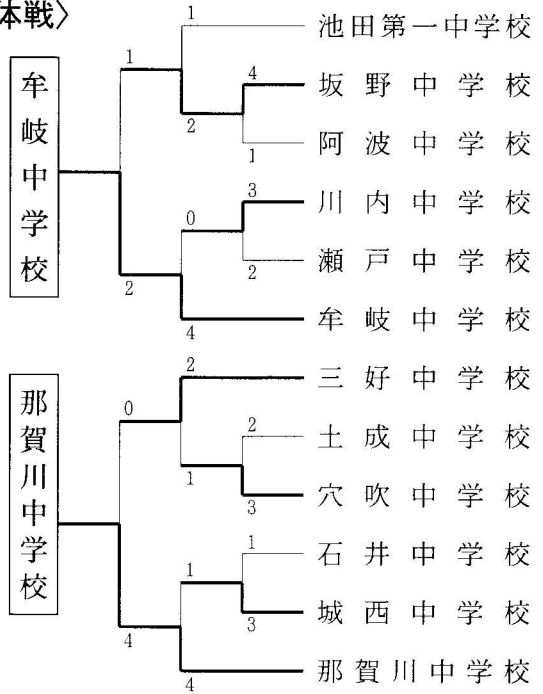 体戦〉
1
池田第一中学校
1
4
坂野中学校
2
阿波中学校
1
牟岐中学校
3
川内中学校
0
瀬戸中学校
2
2
牟岐中学校
4
2
三好中学校
0
2
土成中学校
那賀川中学校
1
穴吹中学校
3
1
石井中学校
1
城西中学校
3
4
那賀川中学校
4